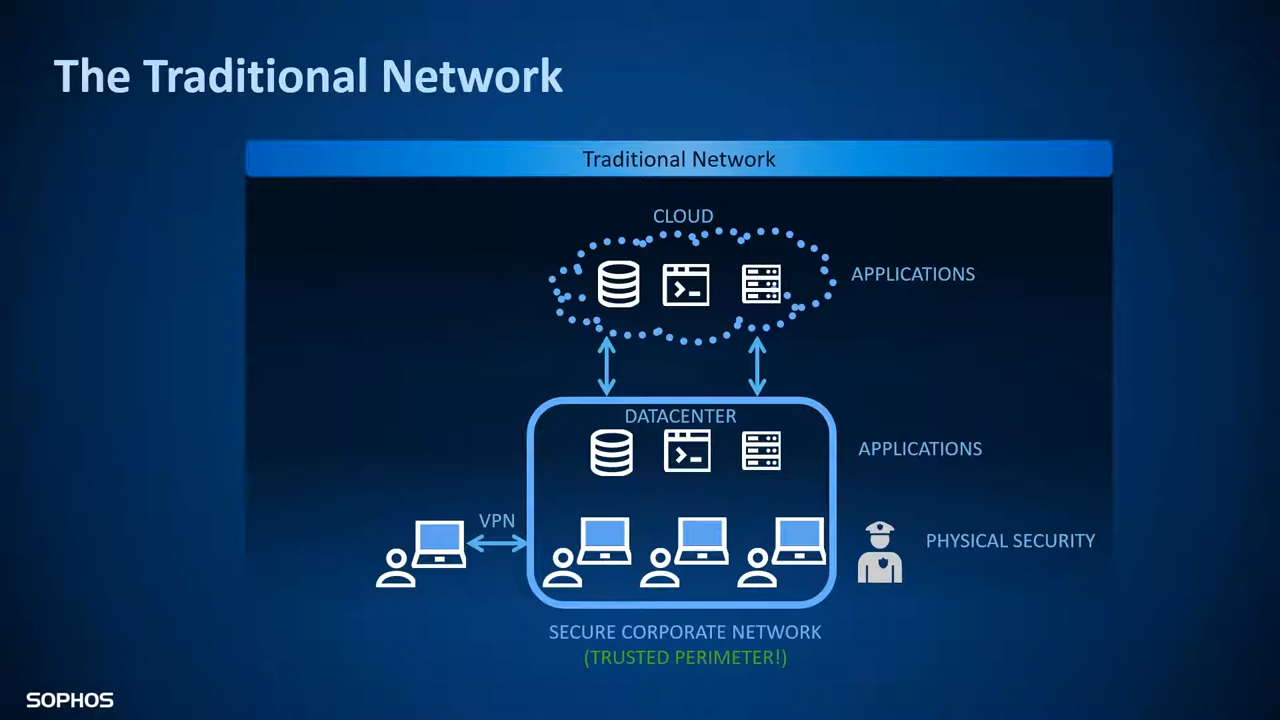 The Traditional Network
Traditional Network
CLOUD
APPLICATIONS
DATACENTER
APPLICATIONS
VPN
PHYSICAL SECURITY
SECURE CORPORATE NETWORK
(TRUSTED PERIMETER!)
SOPHOS